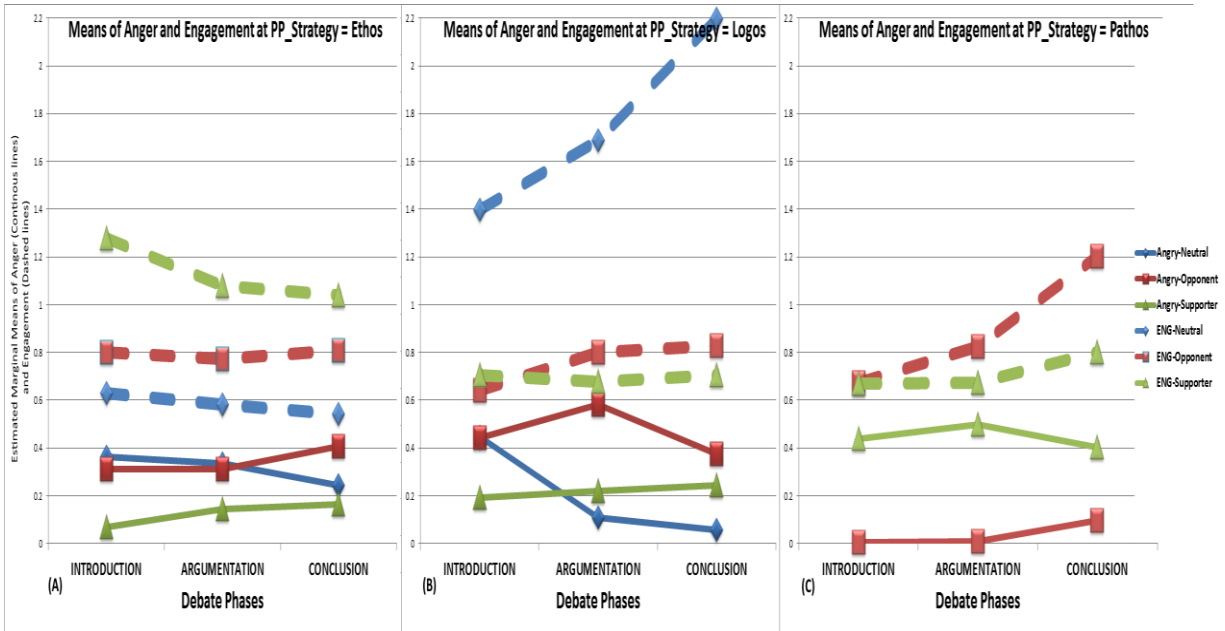 Means of Anger and Engagement at PP_Strategy = Ethos
Means of Anger and Engagement at PP_Strategy = Logos
Means of Anger and Engagement at PP_Strategy = Pathos
Estimated Marginal Means of Anger (Continous lines)
and Engagement (Dashed lines)
2.2
2
1.8
1.6
1.4
1.2
1
0.8
0.6
0.4
0.2
0
INTRODUCTION ARGUMENTATION CONCLUSION
(A)
Debate Phases
2.2
2
1.8
1.6
1.4
1.2
1
0.8
0.6
0.4
0.2
0
INTRODUCTION ARGUMENTATION CONCLUSION
(B)
Debate Phases
2.2
2
1.8
1.6
1.4
1.2
1
0.8
0.6
0.4
0.2
0
INTRODUCTION ARGUMENTATION CONCLUSION
(C)
Debate Phases
Angry-Neutral
Angry-Opponent
Angry-Supporter
ENG-Neutral
ENG-Opponent
ENG-Supporter